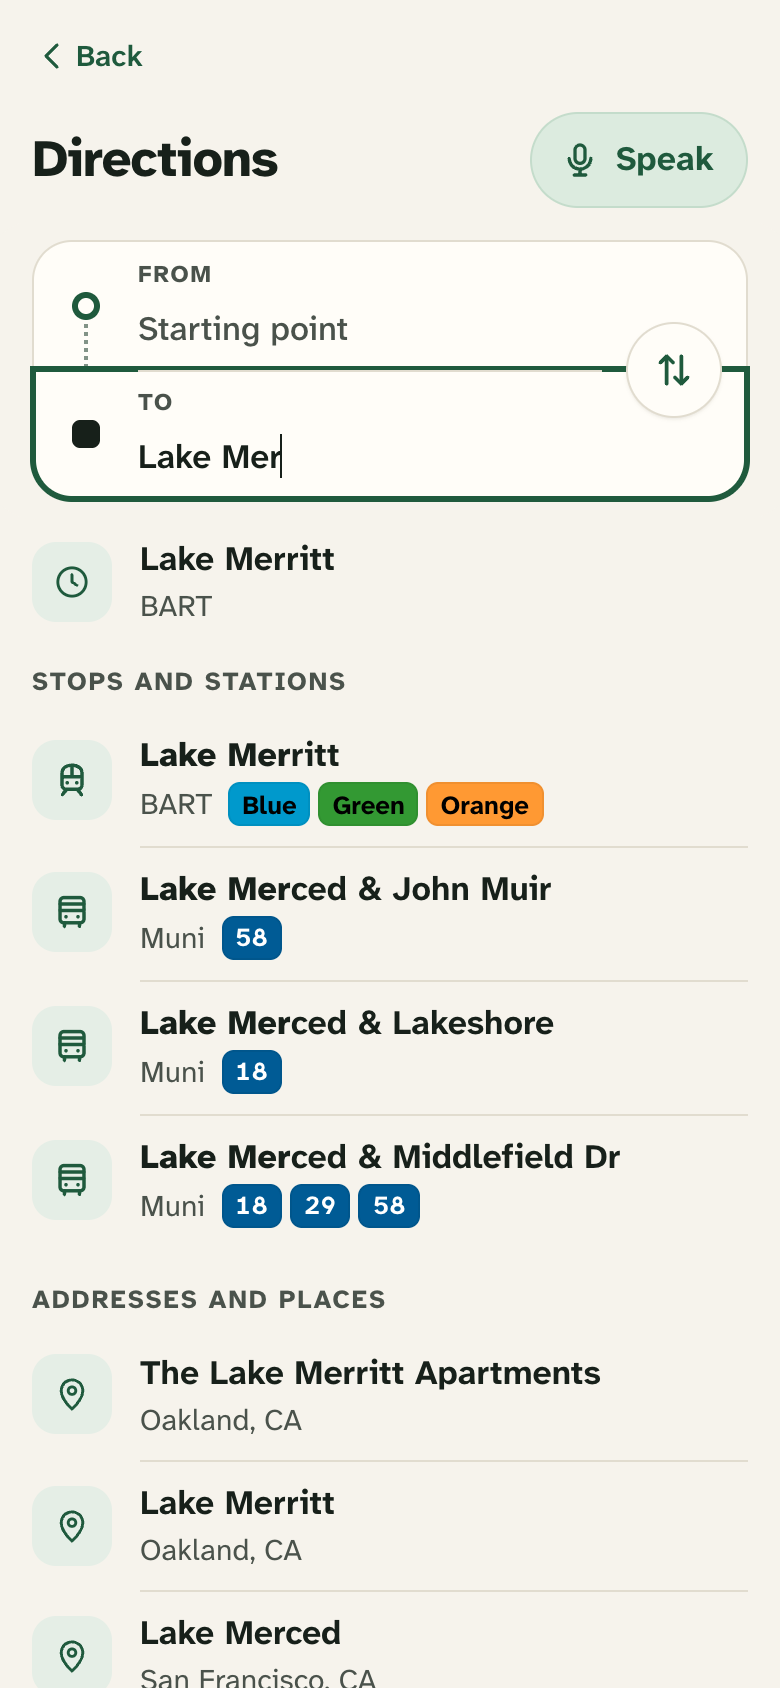 Back
Directions
Speak
FROM
Starting point
TO
Lake Mer
Lake Merritt
BART
STOPS AND STATIONS
Lake Merritt
BART Blue Green Orange
Lake Merced & John Muir
Muni 58
Lake Merced & Lakeshore
Muni 18
Lake Merced & Middlefield Dr
Muni 18 29 58
ADDRESSES AND PLACES
The Lake Merritt Apartments
Oakland, CA
Lake Merritt
Oakland, CA
Lake Merced
San Francisco, CA